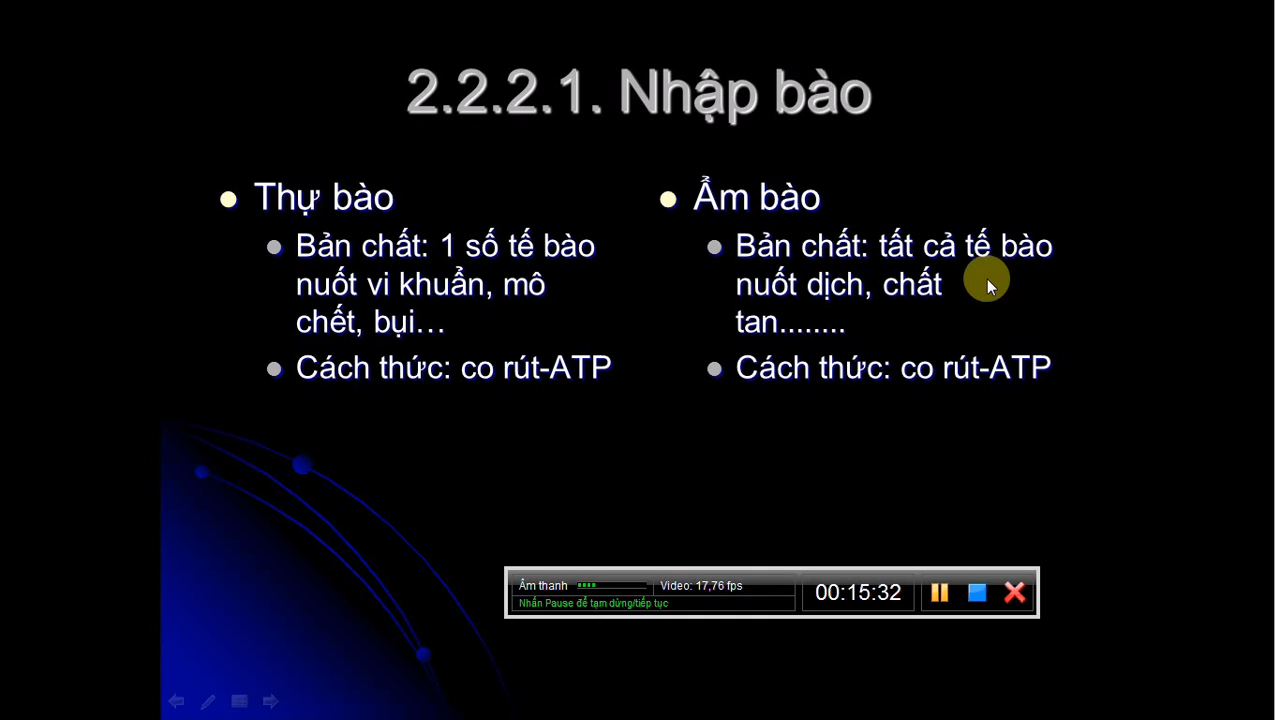 2.2.2.1. Nhập bào
Thự bào
Bản chất: 1 số tế bào
nuốt vi khuẩn, mô
chết, bụi…
Cách thức: co rút-ATP
Ẩm bào
Bản chất: tất cả tế bào
nuốt dịch, chất
tan........
Cách thức: co rút-ATP
Âm thanh
Video: 17,76 fps
Nhấn Pause để tạm dừng/tiếp tục
00:15:32